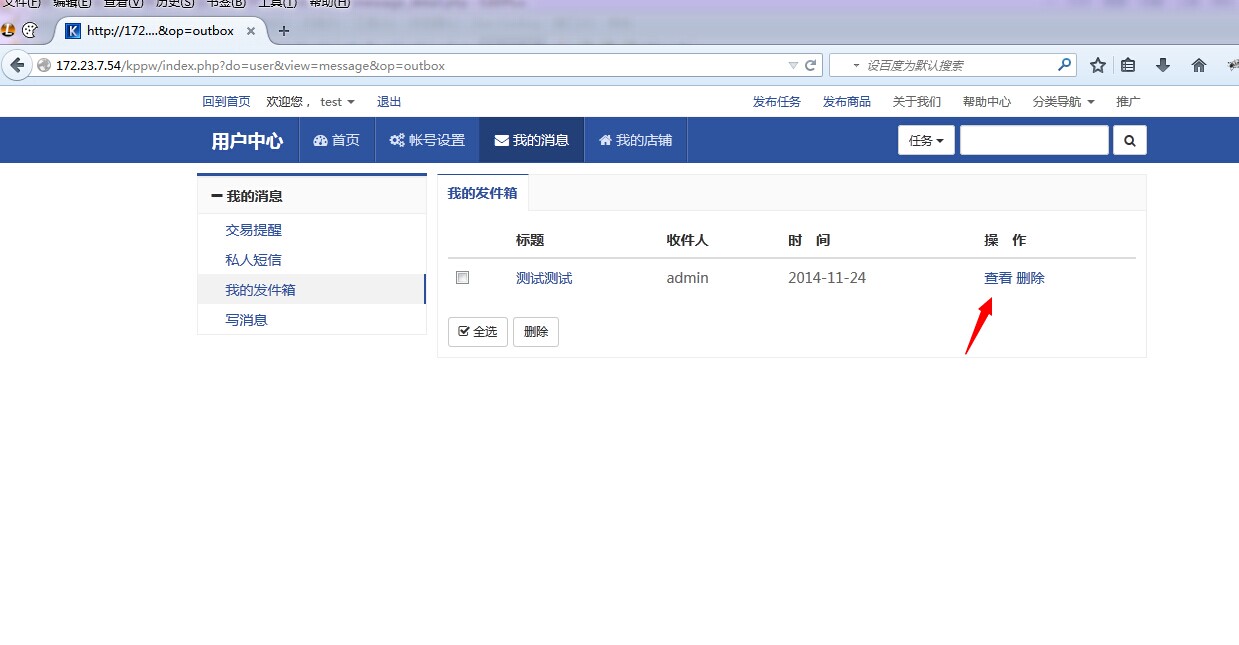 文件(F) 编辑(E) 查看(V) 历史(S) 书签(B) 工具(T) 帮助(H)
http://172....&op=outbox × +
172.23.7.54/kppw/index.php?do=user&view=message&op=outbox 设百度为默认搜索
回到首页 欢迎您， test 退出 发布任务 发布商品 关于我们 帮助中心 分类导航 推广
用户中心 首页 帐号设置 我的消息 我的店铺 任务
我的消息
交易提醒
私人短信
我的发件箱
写消息
我的发件箱
标题 收件人 时 间 操 作
测试测试 admin 2014-11-24 查看 删除
全选 删除